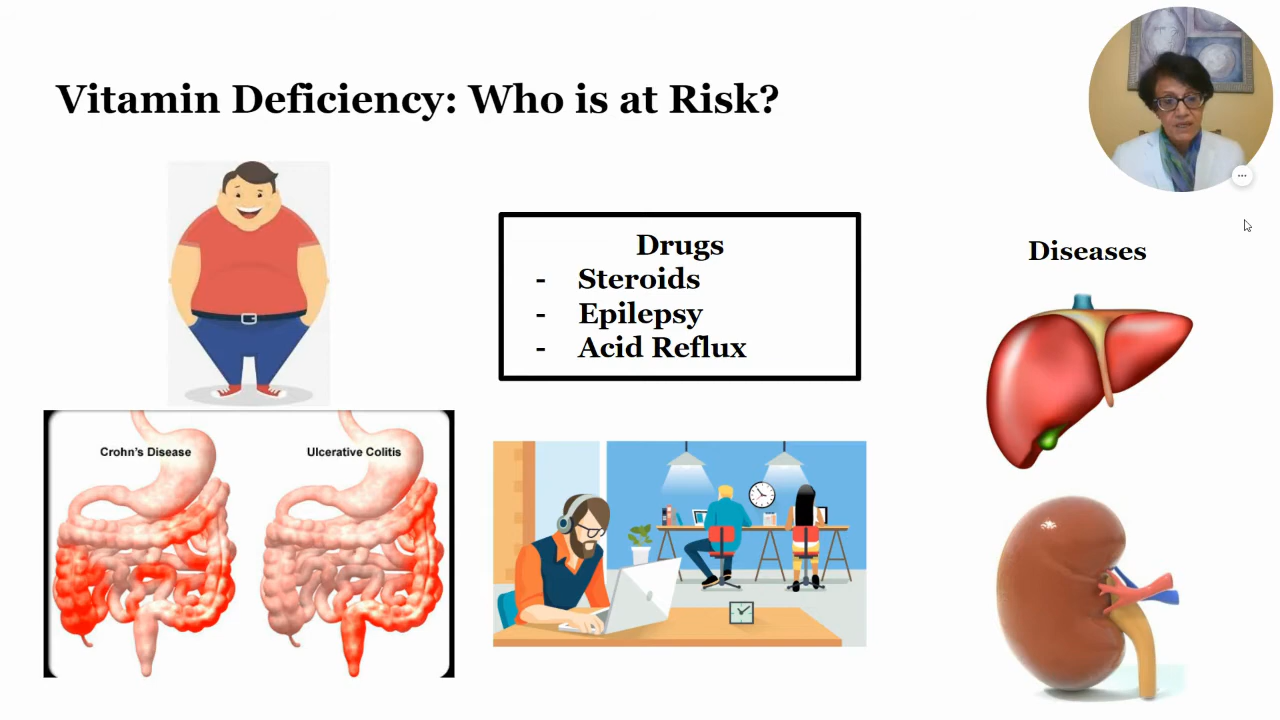 Vitamin Deficiency: Who is at Risk?
Drugs
- Steroids
- Epilepsy
- Acid Reflux
Diseases
Crohn's Disease
Ulcerative Colitis